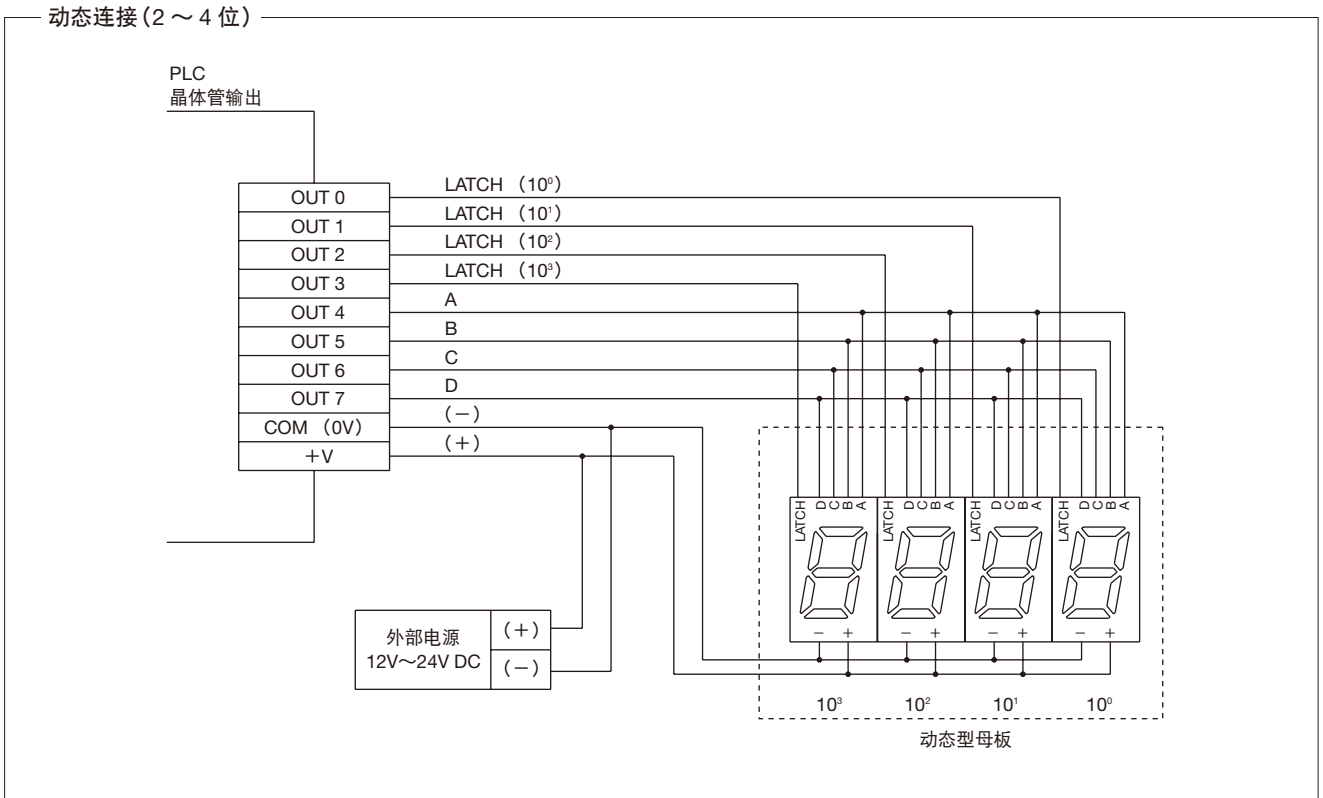 动态连接（2～4 位）
PLC
晶体管输出
OUT 0
OUT 1
OUT 2
OUT 3
OUT 4
OUT 5
OUT 6
OUT 7
COM （0V）
＋V
LATCH （10⁰）
LATCH （10¹）
LATCH （10²）
LATCH （10³）
A
B
C
D
（－）
（＋）
外部电源
12V～24V DC
（＋）
（－）
LATCH D C B A
LATCH D C B A
LATCH D C B A
LATCH D C B A
－ ＋ － ＋ － ＋ － ＋
10³ 10² 10¹ 10⁰
动态型母板